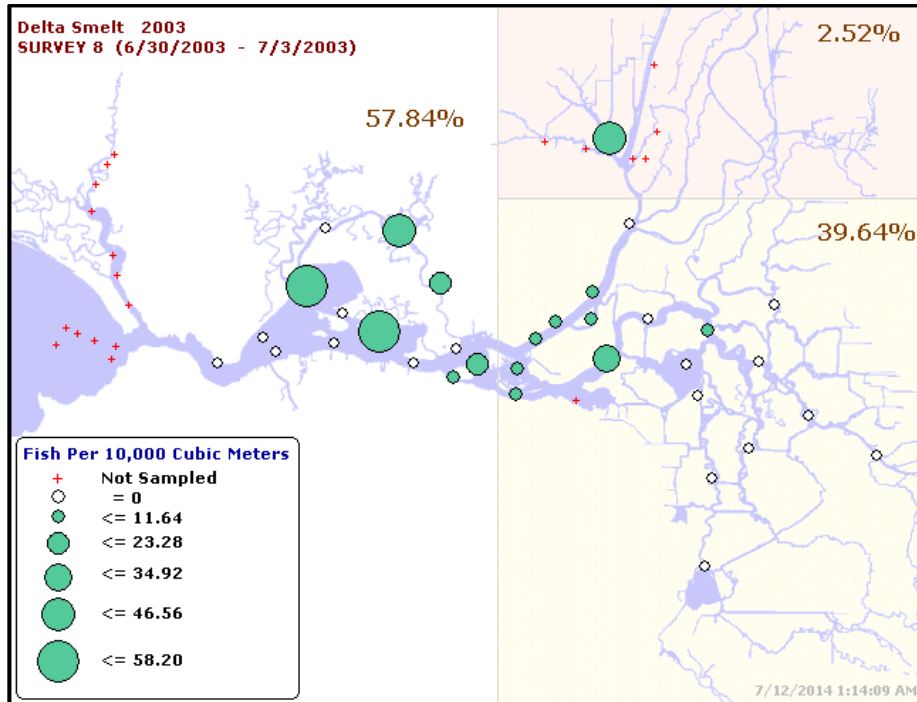 Delta Smelt 2003
SURVEY 8 (6/30/2003 - 7/3/2003)
2.52%
57.84%
39.64%
Fish Per 10,000 Cubic Meters
Not Sampled
= 0
<= 11.64
<= 23.28
<= 34.92
<= 46.56
<= 58.20
7/12/2014 1:14:09 AM